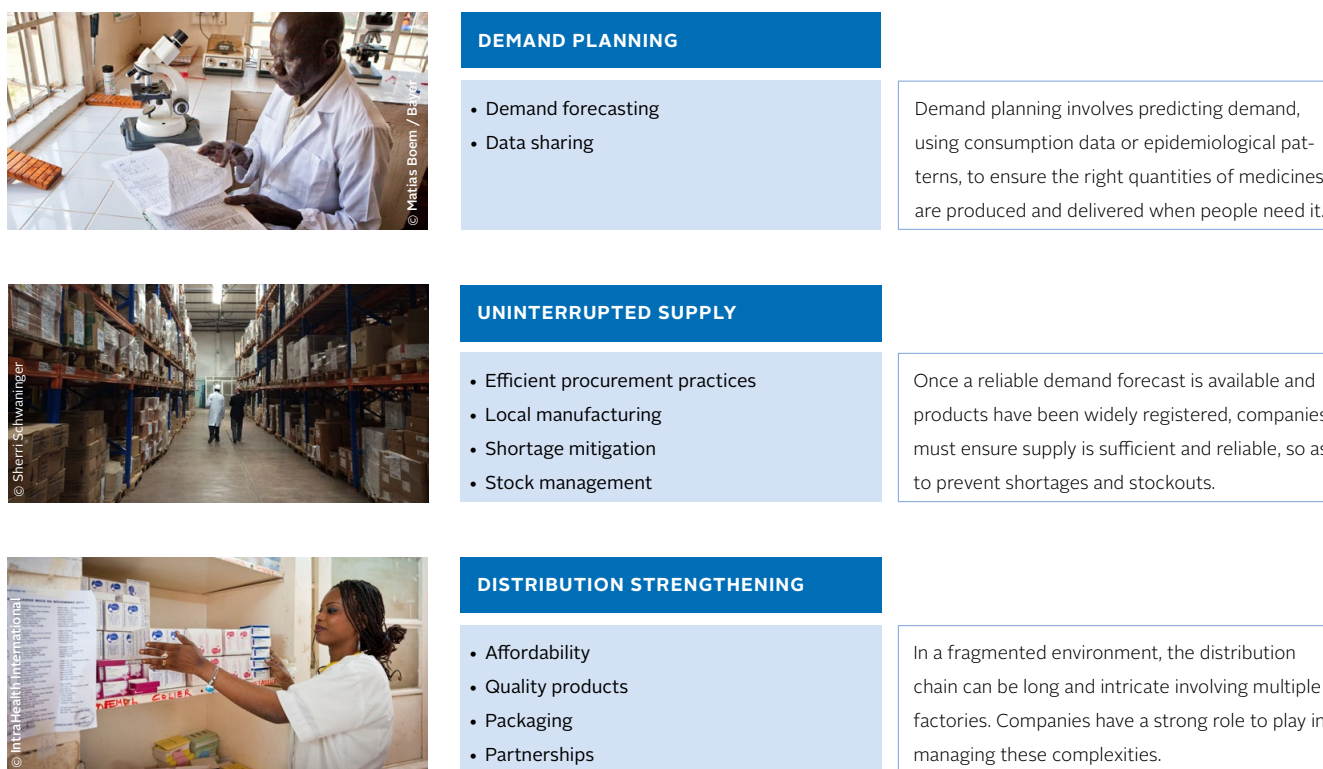 © Matias Boem / Bayer
DEMAND PLANNING
• Demand forecasting
• Data sharing
Demand planning involves predicting demand,
using consumption data or epidemiological pat-
terns, to ensure the right quantities of medicines
are produced and delivered when people need it.
© Sherri Schwaninger
UNINTERRUPTED SUPPLY
• Efficient procurement practices
• Local manufacturing
• Shortage mitigation
• Stock management
Once a reliable demand forecast is available and
products have been widely registered, companies
must ensure supply is sufficient and reliable, so as
to prevent shortages and stockouts.
© IntraHealth International
COLIER
DISTRIBUTION STRENGTHENING
• Affordability
• Quality products
• Packaging
• Partnerships
In a fragmented environment, the distribution
chain can be long and intricate involving multiple
factories. Companies have a strong role to play in
managing these complexities.